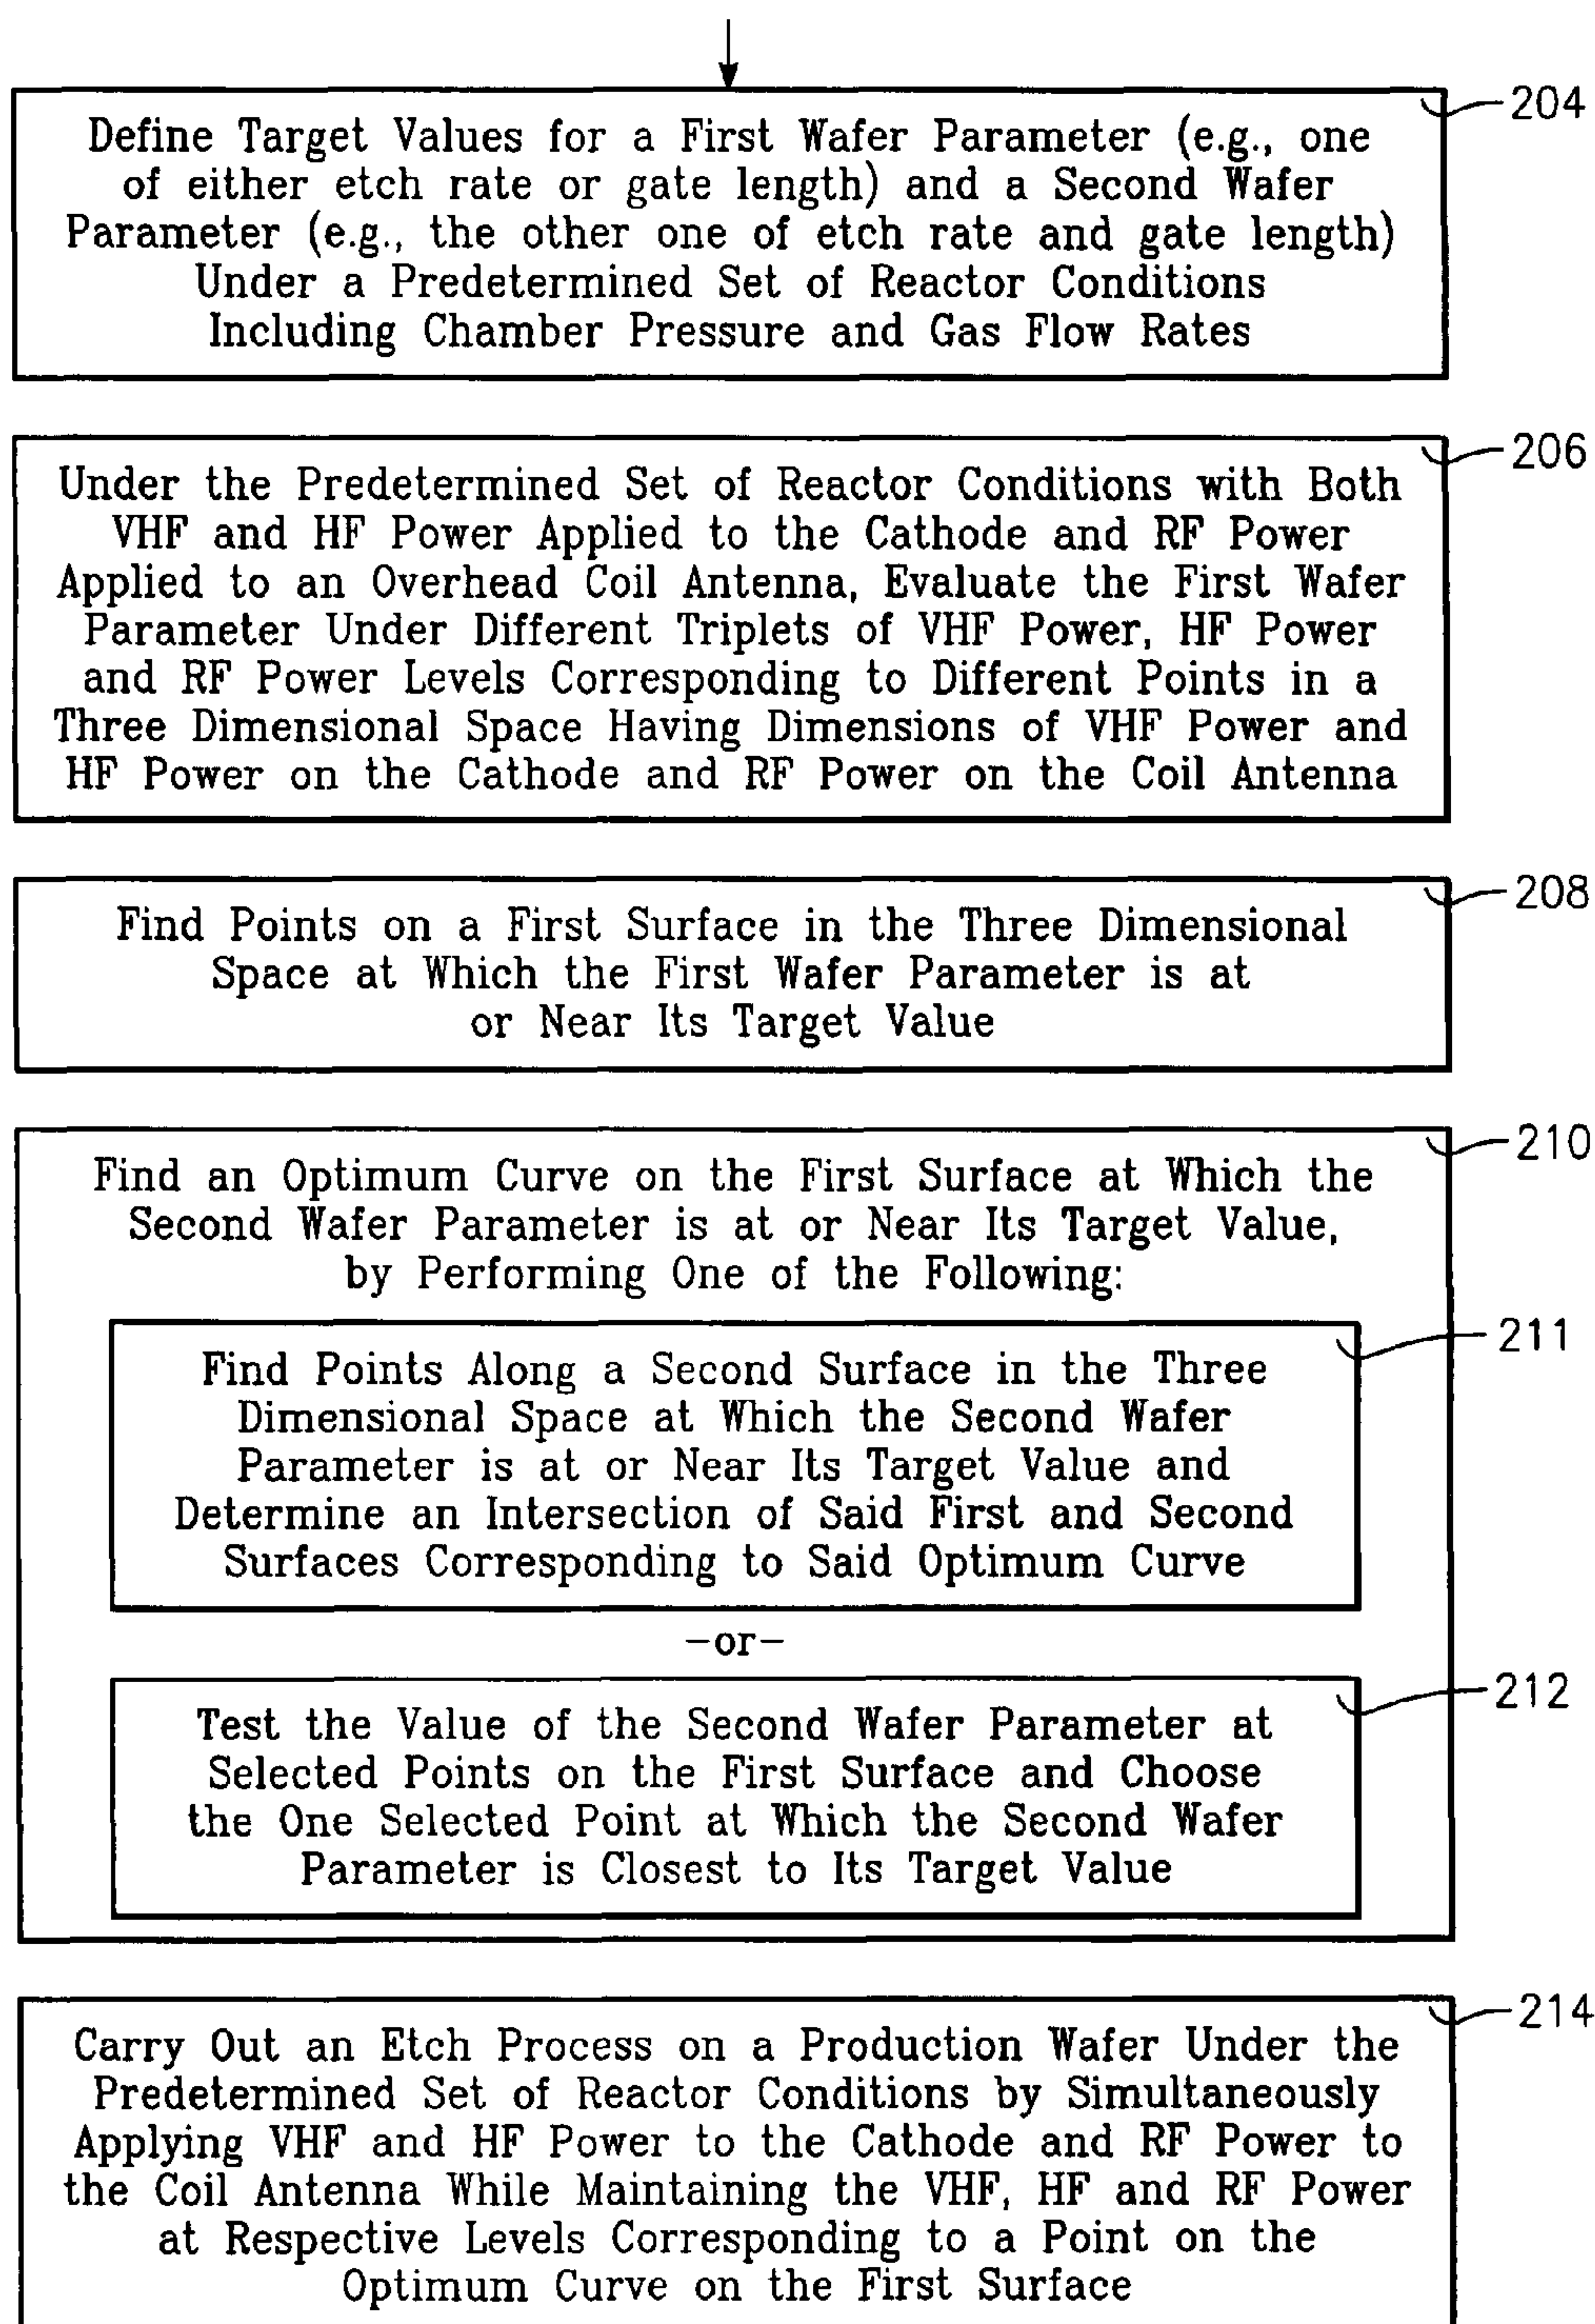 204
Define Target Values for a First Wafer Parameter (e.g., one
of either etch rate or gate length) and a Second Wafer
Parameter (e.g., the other one of etch rate and gate length)
Under a Predetermined Set of Reactor Conditions
Including Chamber Pressure and Gas Flow Rates
206
Under the Predetermined Set of Reactor Conditions with Both
VHF and HF Power Applied to the Cathode and RF Power
Applied to an Overhead Coil Antenna, Evaluate the First Wafer
Parameter Under Different Triplets of VHF Power, HF Power
and RF Power Levels Corresponding to Different Points in a
Three Dimensional Space Having Dimensions of VHF Power and
HF Power on the Cathode and RF Power on the Coil Antenna
208
Find Points on a First Surface in the Three Dimensional
Space at Which the First Wafer Parameter is at
or Near Its Target Value
210
Find an Optimum Curve on the First Surface at Which the
Second Wafer Parameter is at or Near Its Target Value,
by Performing One of the Following:
211
Find Points Along a Second Surface in the Three
Dimensional Space at Which the Second Wafer
Parameter is at or Near Its Target Value and
Determine an Intersection of Said First and Second
Surfaces Corresponding to Said Optimum Curve
-or-
212
Test the Value of the Second Wafer Parameter at
Selected Points on the First Surface and Choose
the One Selected Point at Which the Second Wafer
Parameter is Closest to Its Target Value
214
Carry Out an Etch Process on a Production Wafer Under the
Predetermined Set of Reactor Conditions by Simultaneously
Applying VHF and HF Power to the Cathode and RF Power to
the Coil Antenna While Maintaining the VHF, HF and RF Power
at Respective Levels Corresponding to a Point on the
Optimum Curve on the First Surface